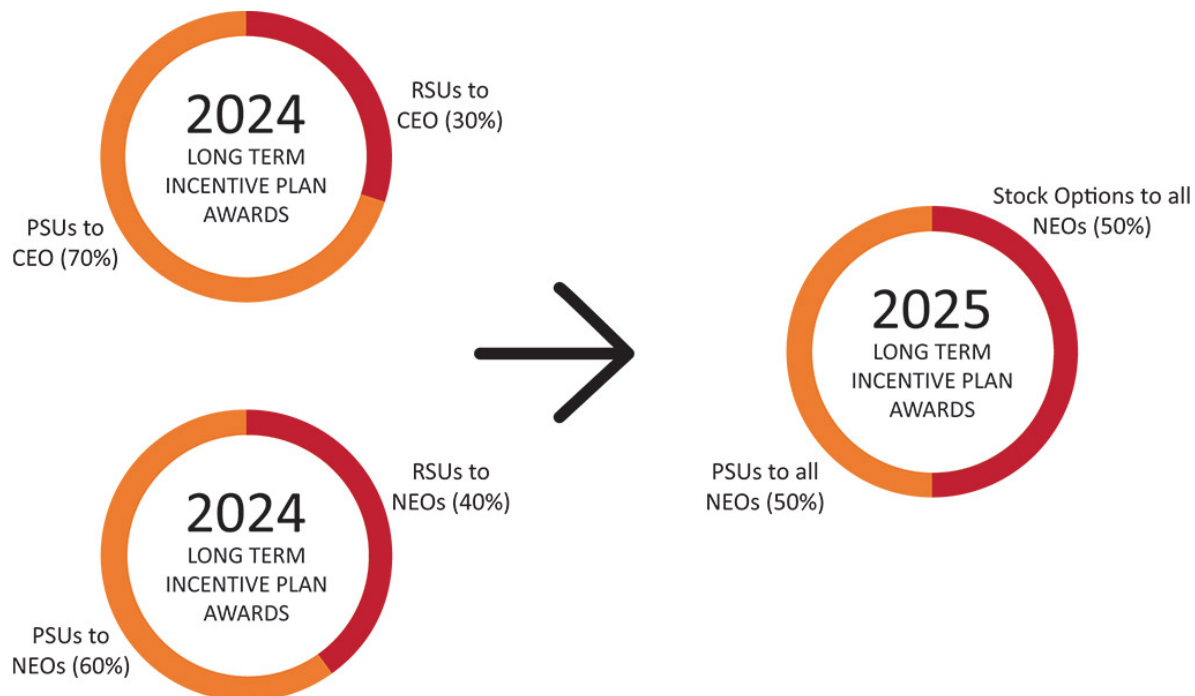 2024
LONG TERM
INCENTIVE PLAN
AWARDS
RSUs to
CEO (30%)
PSUs to
CEO (70%)
2024
LONG TERM
INCENTIVE PLAN
AWARDS
RSUs to
NEOs (40%)
PSUs to
NEOs (60%)
2025
LONG TERM
INCENTIVE PLAN
AWARDS
Stock Options to all
NEOs (50%)
PSUs to all
NEOs (50%)